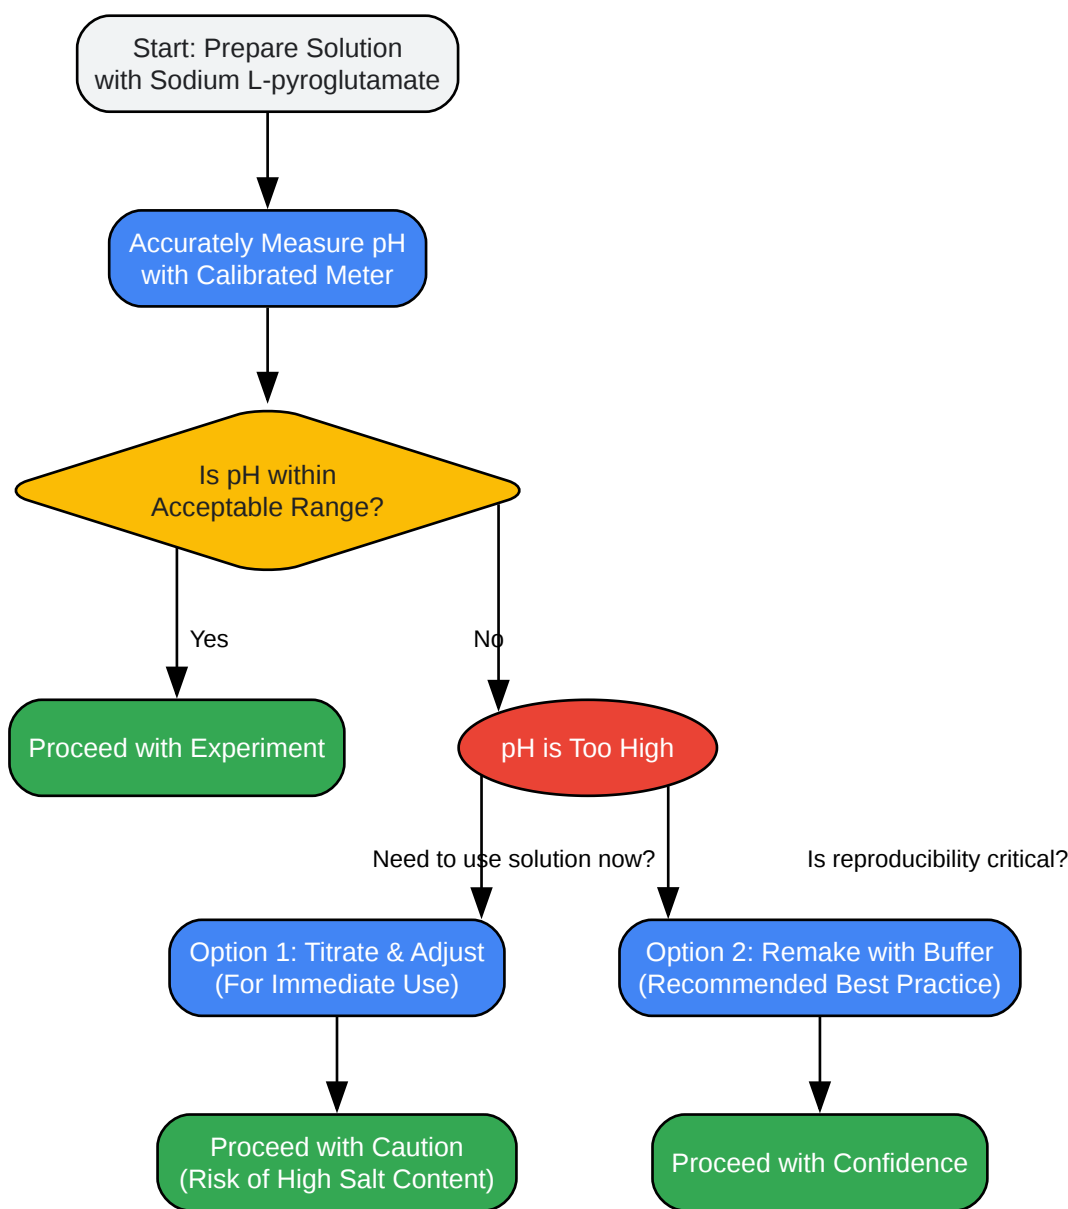 Start: Prepare Solution
with Sodium L-pyroglutamate
Accurately Measure pH
with Calibrated Meter
Is pH within
Acceptable Range?
Yes
No
Proceed with Experiment
pH is Too High
Need to use solution now?
Is reproducibility critical?
Option 1: Titrate & Adjust
(For Immediate Use)
Option 2: Remake with Buffer
(Recommended Best Practice)
Proceed with Caution
(Risk of High Salt Content)
Proceed with Confidence